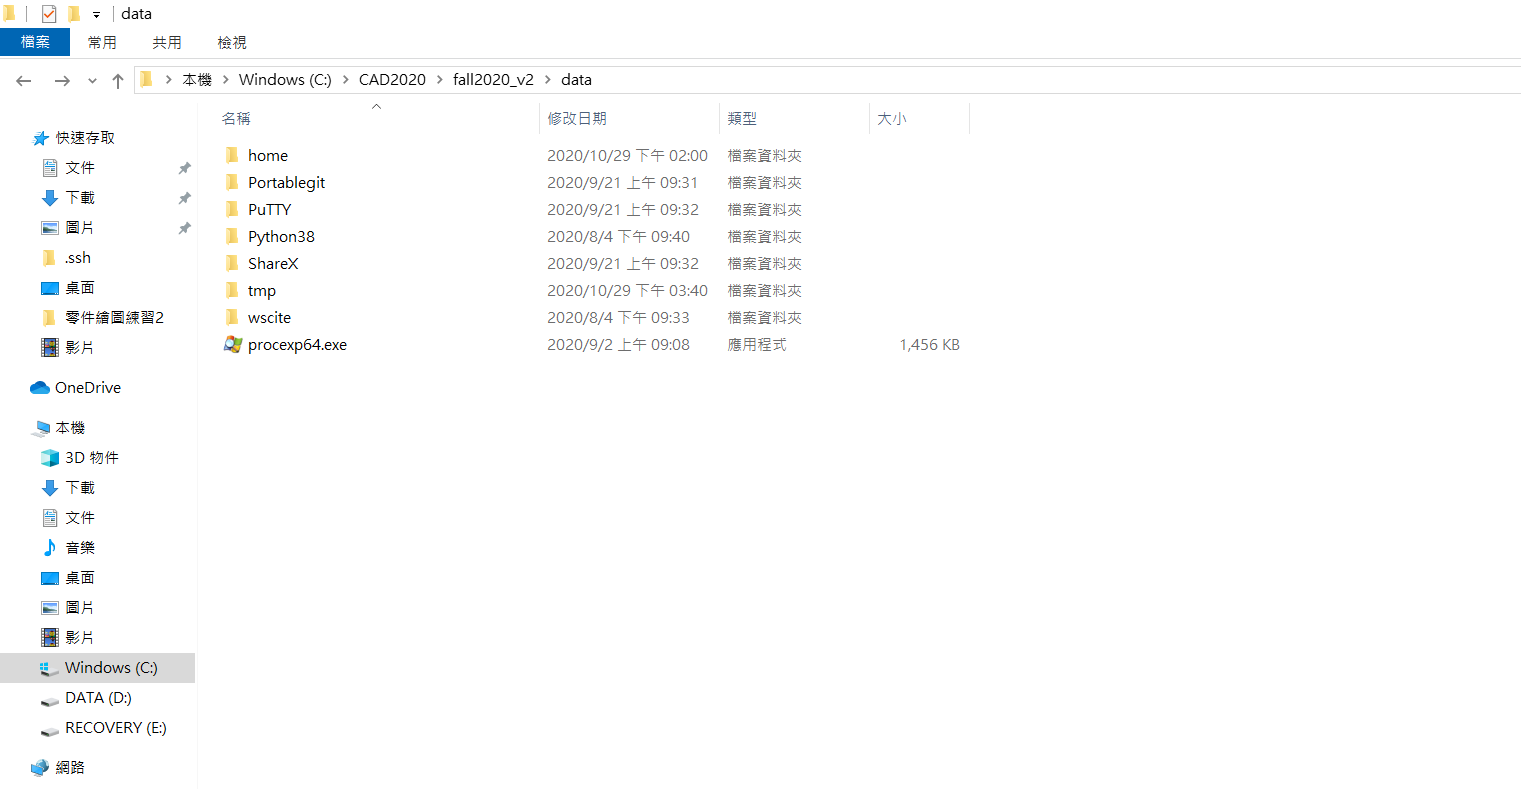 data
檔案 常用 共用 檢視
本機 Windows (C:) CAD2020 fall2020_v2 data
名稱 修改日期 類型 大小
home 2020/10/29 下午 02:00 檔案資料夾
Portablegit 2020/9/21 上午 09:31 檔案資料夾
PuTTY 2020/9/21 上午 09:32 檔案資料夾
Python38 2020/8/4 下午 09:40 檔案資料夾
ShareX 2020/9/21 上午 09:32 檔案資料夾
tmp 2020/10/29 下午 03:40 檔案資料夾
wscite 2020/8/4 下午 09:33 檔案資料夾
procexp64.exe 2020/9/2 上午 09:08 應用程式 1,456 KB
快速存取
文件
下載
圖片
.ssh
桌面
零件繪圖練習2
影片
OneDrive
本機
3D 物件
下載
文件
音樂
桌面
圖片
影片
Windows (C:)
DATA (D:)
RECOVERY (E:)
網路